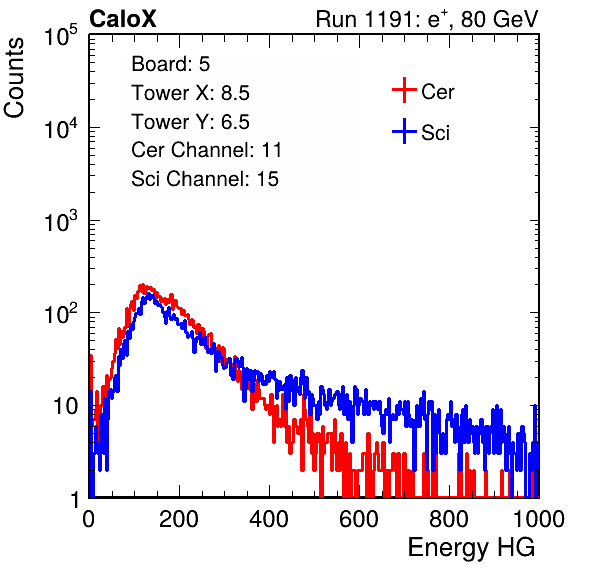 CaloX Run 1191: e⁺, 80 GeV
Counts
10⁵
10⁴
10³
10²
10
1
Board: 5
Tower X: 8.5
Tower Y: 6.5
Cer Channel: 11
Sci Channel: 15
Cer
Sci
0 200 400 600 800 1000
Energy HG